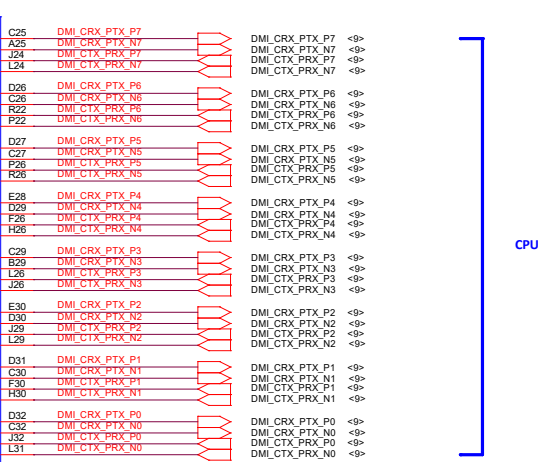 C25 DMI_CRX_PTX_P7 DMI_CRX_PTX_P7 <9>
A25 DMI_CRX_PTX_N7 DMI_CRX_PTX_N7 <9>
J24 DMI_CTX_PRX_P7 DMI_CTX_PRX_P7 <9>
L24 DMI_CTX_PRX_N7 DMI_CTX_PRX_N7 <9>
D26 DMI_CRX_PTX_P6 DMI_CRX_PTX_P6 <9>
C26 DMI_CRX_PTX_N6 DMI_CRX_PTX_N6 <9>
R22 DMI_CTX_PRX_P6 DMI_CTX_PRX_P6 <9>
P22 DMI_CTX_PRX_N6 DMI_CTX_PRX_N6 <9>
D27 DMI_CRX_PTX_P5 DMI_CRX_PTX_P5 <9>
C27 DMI_CRX_PTX_N5 DMI_CRX_PTX_N5 <9>
P26 DMI_CTX_PRX_P5 DMI_CTX_PRX_P5 <9>
R26 DMI_CTX_PRX_N5 DMI_CTX_PRX_N5 <9>
E28 DMI_CRX_PTX_P4 DMI_CRX_PTX_P4 <9>
D29 DMI_CRX_PTX_N4 DMI_CRX_PTX_N4 <9>
F26 DMI_CTX_PRX_P4 DMI_CTX_PRX_P4 <9>
H26 DMI_CTX_PRX_N4 DMI_CTX_PRX_N4 <9>
CPU
C29 DMI_CRX_PTX_P3 DMI_CRX_PTX_P3 <9>
B29 DMI_CRX_PTX_N3 DMI_CRX_PTX_N3 <9>
L26 DMI_CTX_PRX_P3 DMI_CTX_PRX_P3 <9>
J26 DMI_CTX_PRX_N3 DMI_CTX_PRX_N3 <9>
E30 DMI_CRX_PTX_P2 DMI_CRX_PTX_P2 <9>
D30 DMI_CRX_PTX_N2 DMI_CRX_PTX_N2 <9>
J29 DMI_CTX_PRX_P2 DMI_CTX_PRX_P2 <9>
L29 DMI_CTX_PRX_N2 DMI_CTX_PRX_N2 <9>
D31 DMI_CRX_PTX_P1 DMI_CRX_PTX_P1 <9>
C30 DMI_CRX_PTX_N1 DMI_CRX_PTX_N1 <9>
F30 DMI_CTX_PRX_P1 DMI_CTX_PRX_P1 <9>
H30 DMI_CTX_PRX_N1 DMI_CTX_PRX_N1 <9>
D32 DMI_CRX_PTX_P0 DMI_CRX_PTX_P0 <9>
C32 DMI_CRX_PTX_N0 DMI_CRX_PTX_N0 <9>
J32 DMI_CTX_PRX_P0 DMI_CTX_PRX_P0 <9>
L31 DMI_CTX_PRX_N0 DMI_CTX_PRX_N0 <9>